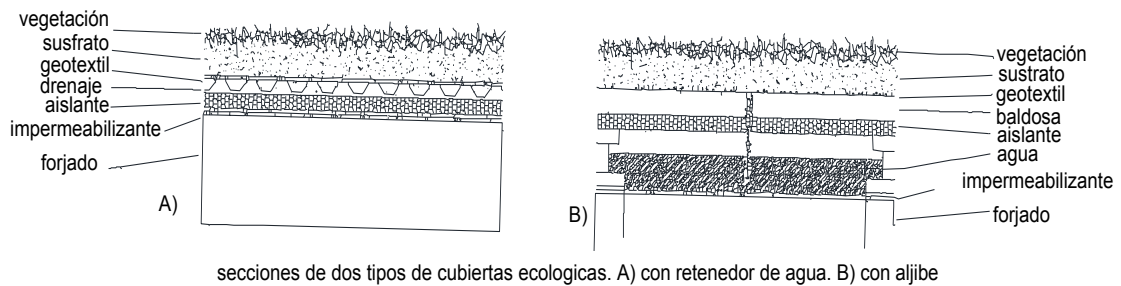 vegetación
susfrato
geotextil
drenaje
aislante
impermeabilizante
forjado
A)
vegetación
sustrato
geotextil
baldosa
aislante
agua
impermeabilizante
forjado
B)
secciones de dos tipos de cubiertas ecologicas. A) con retenedor de agua. B) con aljibe